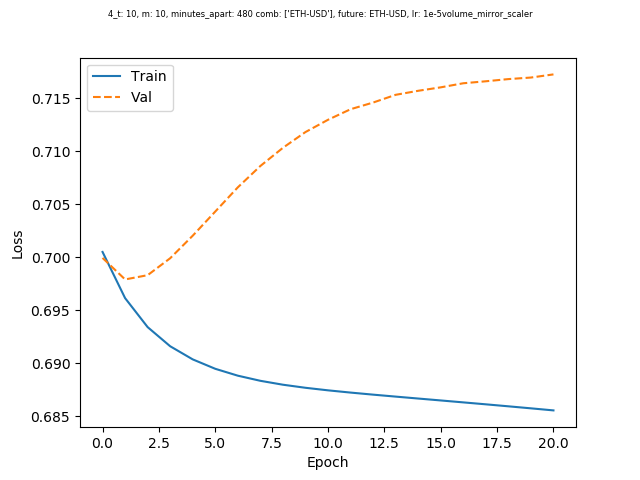 4_t: 10, m: 10, minutes_apart: 480 comb: ['ETH-USD'], future: ETH-USD, lr: 1e-5volume_mirror_scaler
Train
Val
0.715
0.710
0.705
0.700
0.695
0.690
0.685
Loss
0.0 2.5 5.0 7.5 10.0 12.5 15.0 17.5 20.0
Epoch